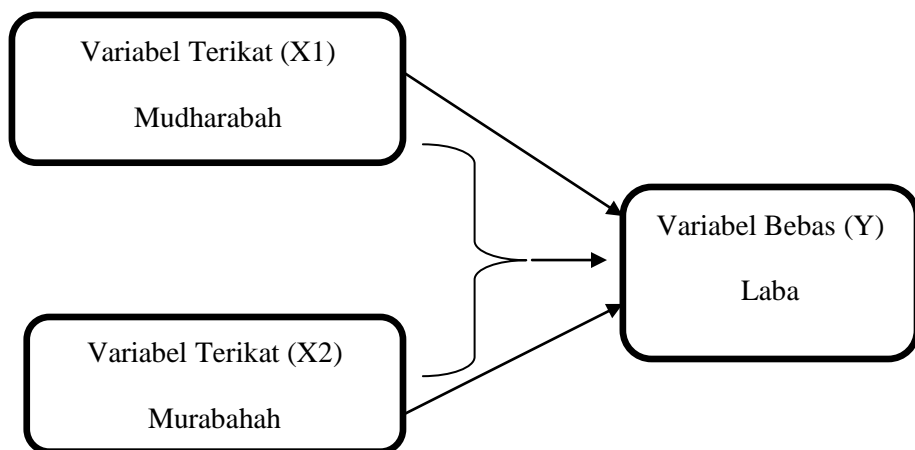 Variabel Terikat (X1)
Mudharabah
Variabel Bebas (Y)
Laba
Variabel Terikat (X2)
Murabahah